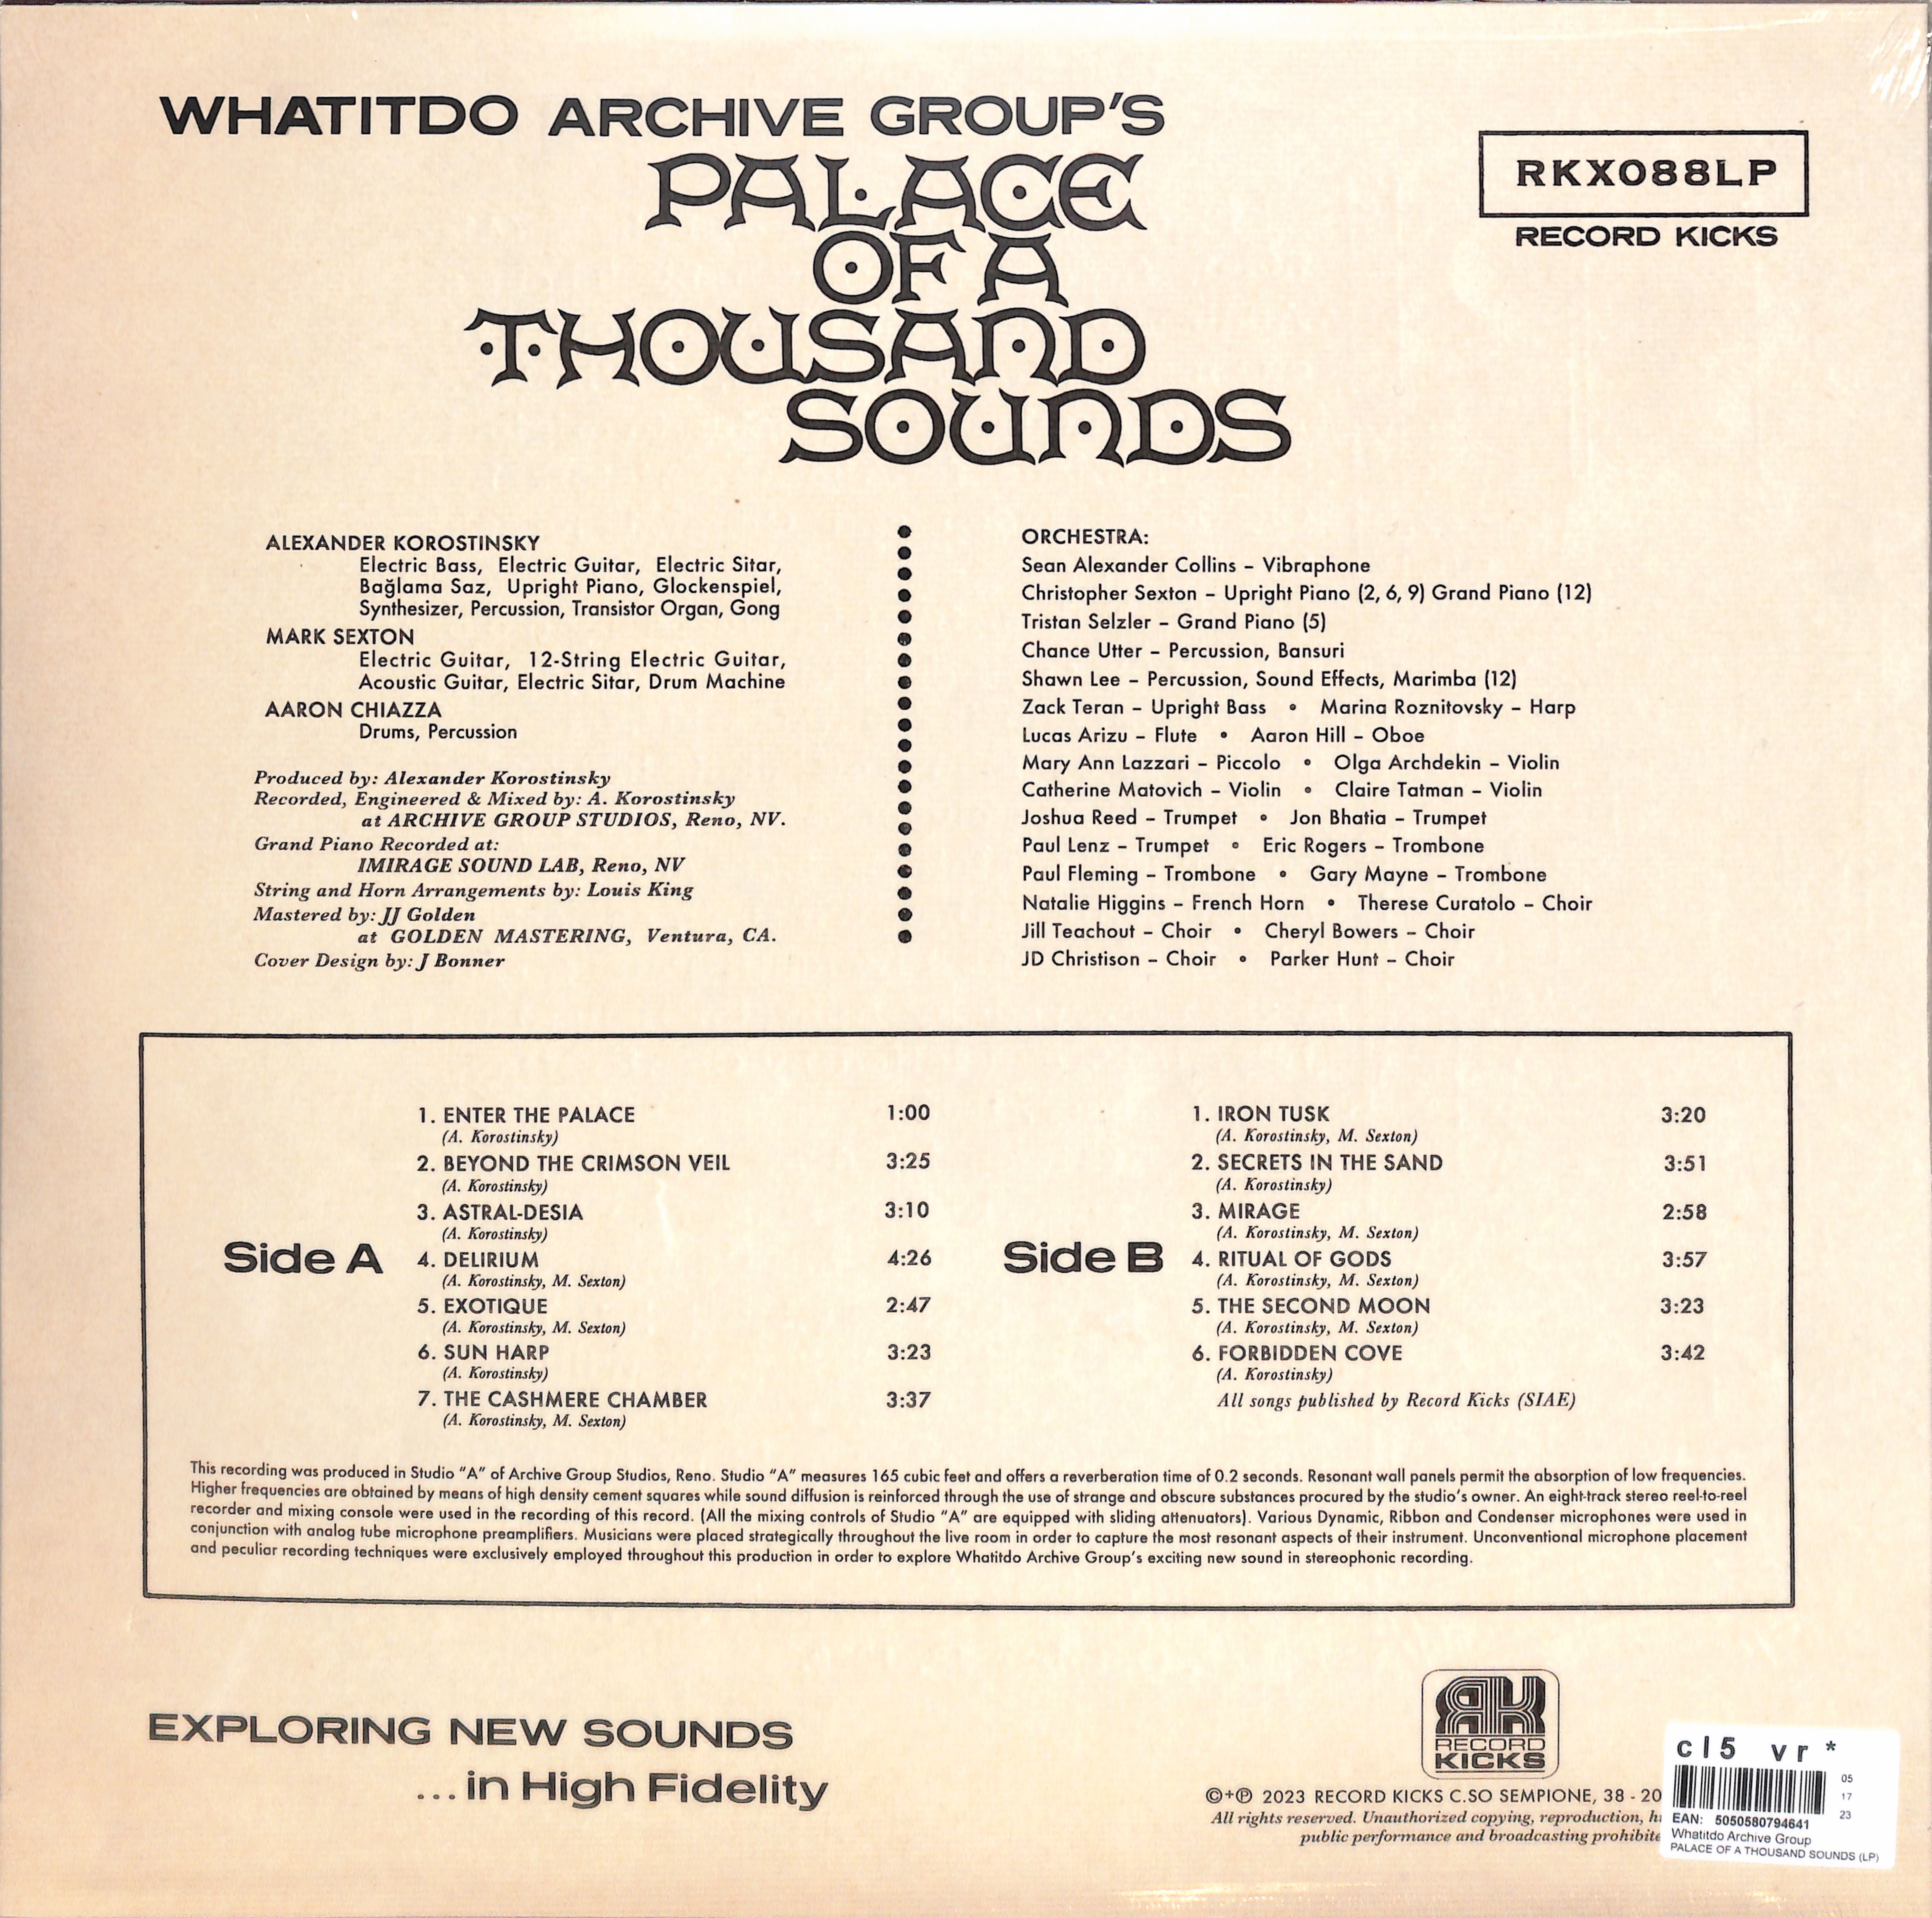 WHATITDO ARCHIVE GROUP'S
PALACE
OF A
THOUSAND
SOUNDS
RKX088LP
RECORD KICKS
ALEXANDER KOROSTINSKY
Electric Bass, Electric Guitar, Electric Sitar,
Bağlama Saz, Upright Piano, Glockenspiel,
Synthesizer, Percussion, Transistor Organ, Gong
MARK SEXTON
Electric Guitar, 12-String Electric Guitar,
Acoustic Guitar, Electric Sitar, Drum Machine
AARON CHIAZZA
Drums, Percussion
Produced by: Alexander Korostinsky
Recorded, Engineered & Mixed by: A. Korostinsky
at ARCHIVE GROUP STUDIOS, Reno, NV.
Grand Piano Recorded at:
IMIRAGE SOUND LAB, Reno, NV
String and Horn Arrangements by: Louis King
Mastered by: JJ Golden
at GOLDEN MASTERING, Ventura, CA.
Cover Design by: J Bonner
ORCHESTRA:
Sean Alexander Collins – Vibraphone
Christopher Sexton – Upright Piano (2, 6, 9) Grand Piano (12)
Tristan Selzler – Grand Piano (5)
Chance Utter – Percussion, Bansuri
Shawn Lee – Percussion, Sound Effects, Marimba (12)
Zack Teran – Upright Bass • Marina Roznitovsky – Harp
Lucas Arizu – Flute • Aaron Hill – Oboe
Mary Ann Lazzari – Piccolo • Olga Archdekin – Violin
Catherine Matovich – Violin • Claire Tatman – Violin
Joshua Reed – Trumpet • Jon Bhatia – Trumpet
Paul Lenz – Trumpet • Eric Rogers – Trombone
Paul Fleming – Trombone • Gary Mayne – Trombone
Natalie Higgins – French Horn • Therese Curatolo – Choir
Jill Teachout – Choir • Cheryl Bowers – Choir
JD Christison – Choir • Parker Hunt – Choir
Side A
1. ENTER THE PALACE 1:00
(A. Korostinsky)
2. BEYOND THE CRIMSON VEIL 3:25
(A. Korostinsky)
3. ASTRAL-DESIA 3:10
(A. Korostinsky)
4. DELIRIUM 4:26
(A. Korostinsky, M. Sexton)
5. EXOTIQUE 2:47
(A. Korostinsky, M. Sexton)
6. SUN HARP 3:23
(A. Korostinsky)
7. THE CASHMERE CHAMBER 3:37
(A. Korostinsky, M. Sexton)
Side B
1. IRON TUSK 3:20
(A. Korostinsky, M. Sexton)
2. SECRETS IN THE SAND 3:51
(A. Korostinsky)
3. MIRAGE 2:58
(A. Korostinsky, M. Sexton)
4. RITUAL OF GODS 3:57
(A. Korostinsky, M. Sexton)
5. THE SECOND MOON 3:23
(A. Korostinsky, M. Sexton)
6. FORBIDDEN COVE 3:42
(A. Korostinsky)
All songs published by Record Kicks (SIAE)
This recording was produced in Studio "A" of Archive Group Studios, Reno. Studio "A" measures 165 cubic feet and offers a reverberation time of 0.2 seconds. Resonant wall panels permit the absorption of low frequencies.
Higher frequencies are obtained by means of high density cement squares while sound diffusion is reinforced through the use of strange and obscure substances procured by the studio's owner. An eight-track stereo reel-to-reel
recorder and mixing console were used in the recording of this record. (All the mixing controls of Studio "A" are equipped with sliding attenuators). Various Dynamic, Ribbon and Condenser microphones were used in
conjunction with analog tube microphone preamplifiers. Musicians were placed strategically throughout the live room in order to capture the most resonant aspects of their instrument. Unconventional microphone placement
and peculiar recording techniques were exclusively employed throughout this production in order to explore Whatitdo Archive Group's exciting new sound in stereophonic recording.
EXPLORING NEW SOUNDS
...in High Fidelity
RK
RECORD
KICKS
©+℗ 2023 RECORD KICKS C.SO SEMPIONE, 38 - 20
All rights reserved. Unauthorized copying, reproduction,
public performance and broadcasting
cl5 vr *
05
17
23
EAN: 5050580794641
Whatitdo Archive Group
PALACE OF A THOUSAND SOUNDS (LP)